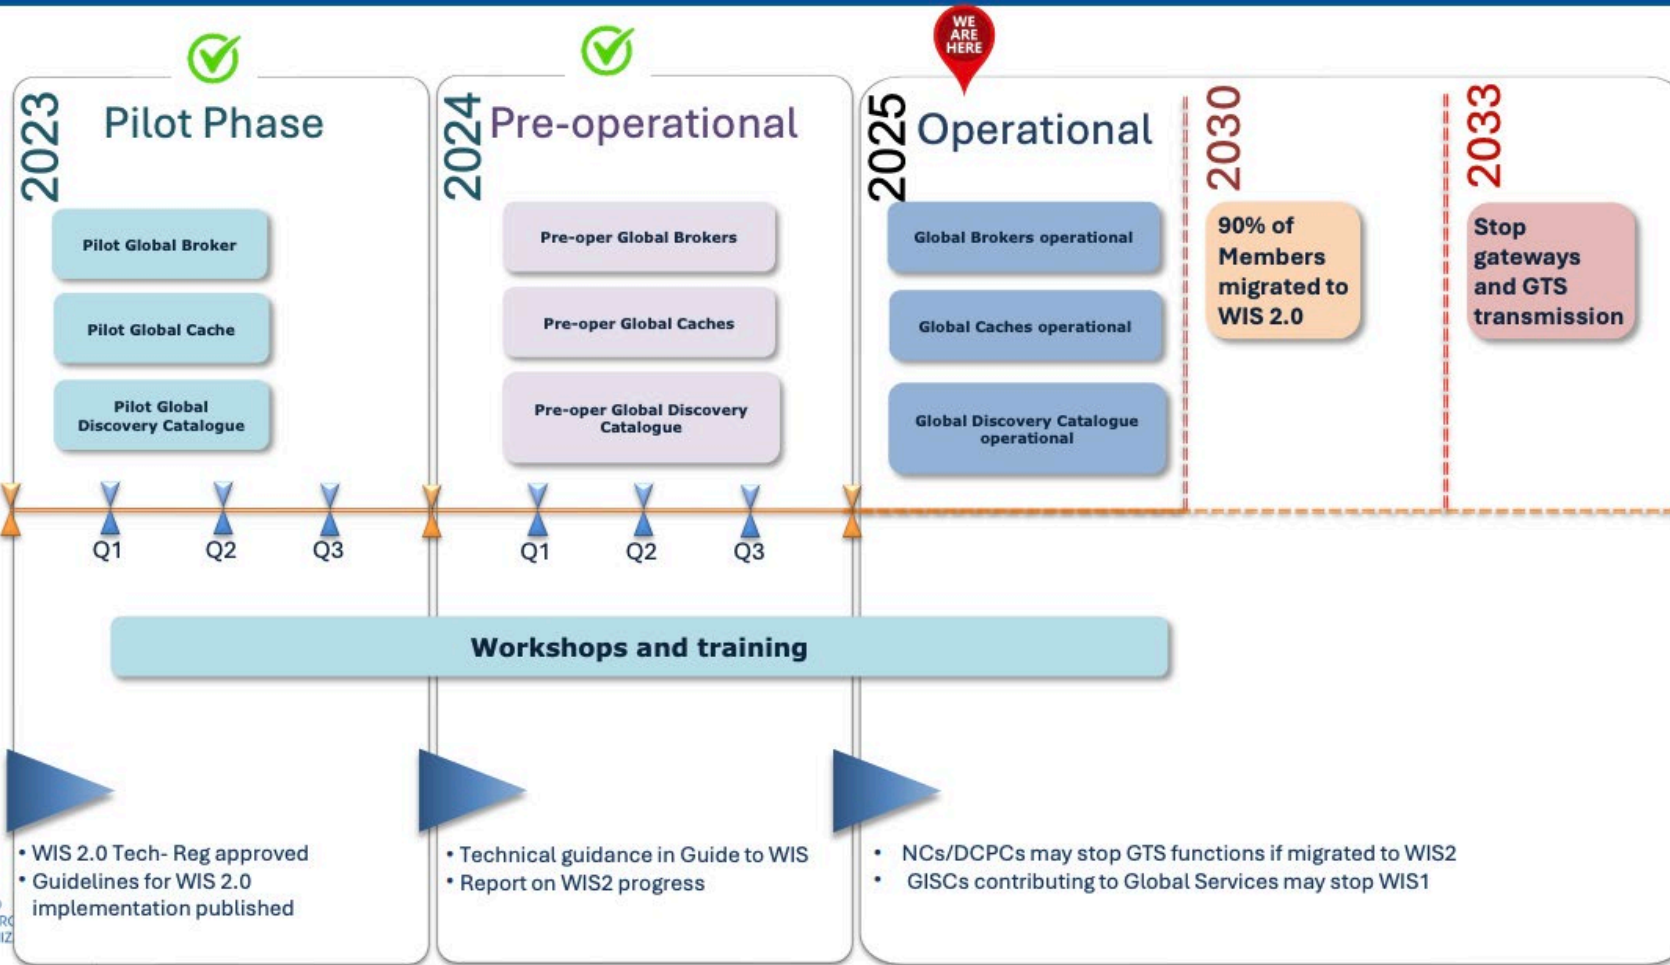 WE
ARE
HERE
2023
Pilot Phase
Pilot Global Broker
Pilot Global Cache
Pilot Global
Discovery Catalogue
2024
Pre-operational
Pre-oper Global Brokers
Pre-oper Global Caches
Pre-oper Global Discovery
Catalogue
2025
Operational
Global Brokers operational
Global Caches operational
Global Discovery Catalogue
operational
2030
90% of
Members
migrated to
WIS 2.0
2033
Stop
gateways
and GTS
transmission
Q1
Q2
Q3
Q1
Q2
Q3
Workshops and training
• WIS 2.0 Tech- Reg approved
• Guidelines for WIS 2.0
implementation published
• Technical guidance in Guide to WIS
• Report on WIS2 progress
• NCs/DCPCs may stop GTS functions if migrated to WIS2
• GISCs contributing to Global Services may stop WIS1